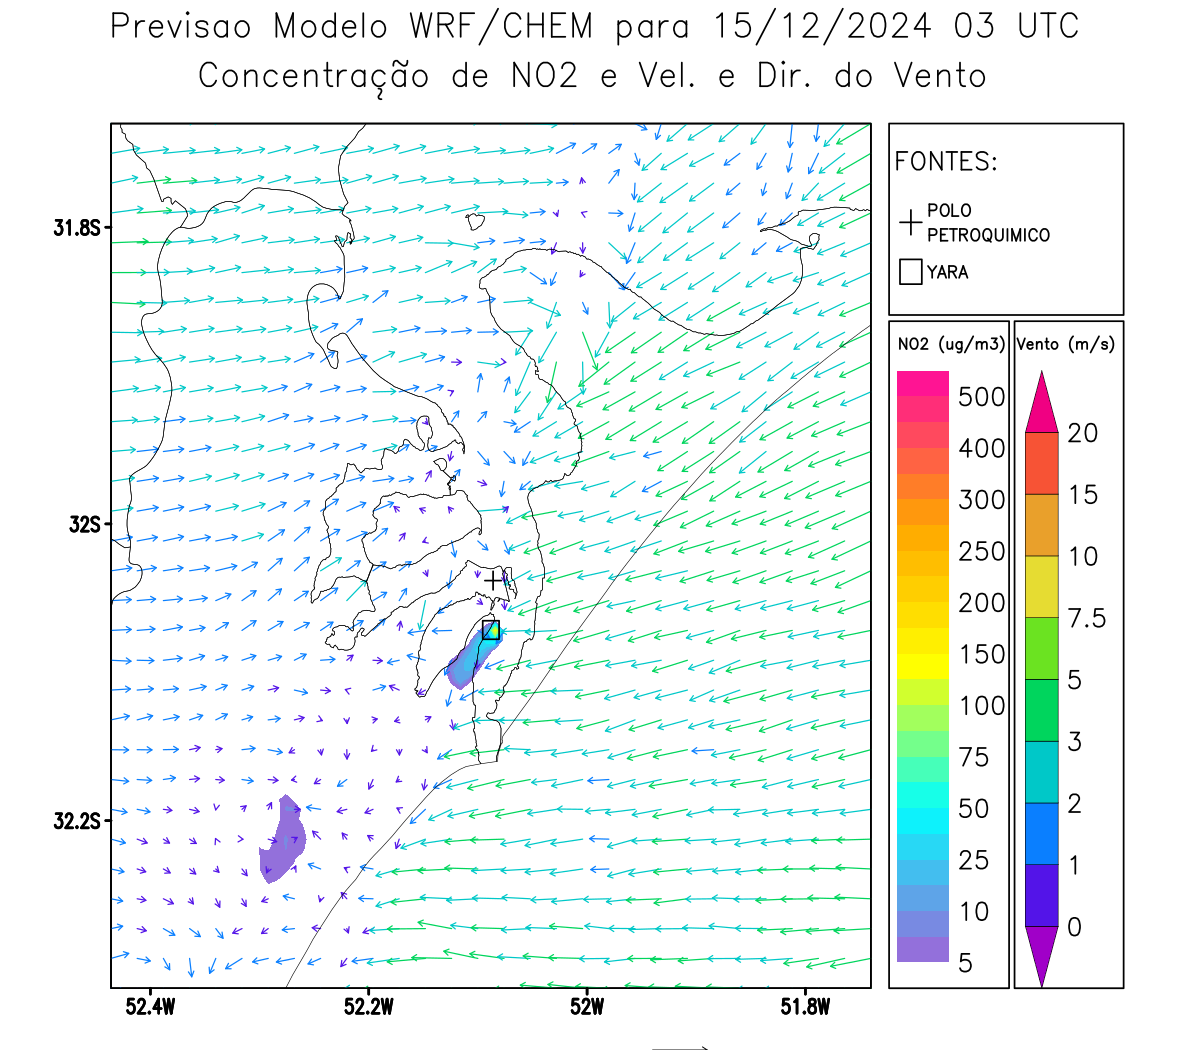 Previsao Modelo WRF/CHEM para 15/12/2024 03 UTC
Concentração de NO2 e Vel. e Dir. do Vento
FONTES:
POLO
PETROQUIMICO
YARA
NO2 (ug/m3)
500
400
300
250
200
150
100
75
50
25
10
5
Vento (m/s)
20
15
10
7.5
5
3
2
1
0
31.8S
32S
32.2S
52.4W
52.2W
52W
51.8W